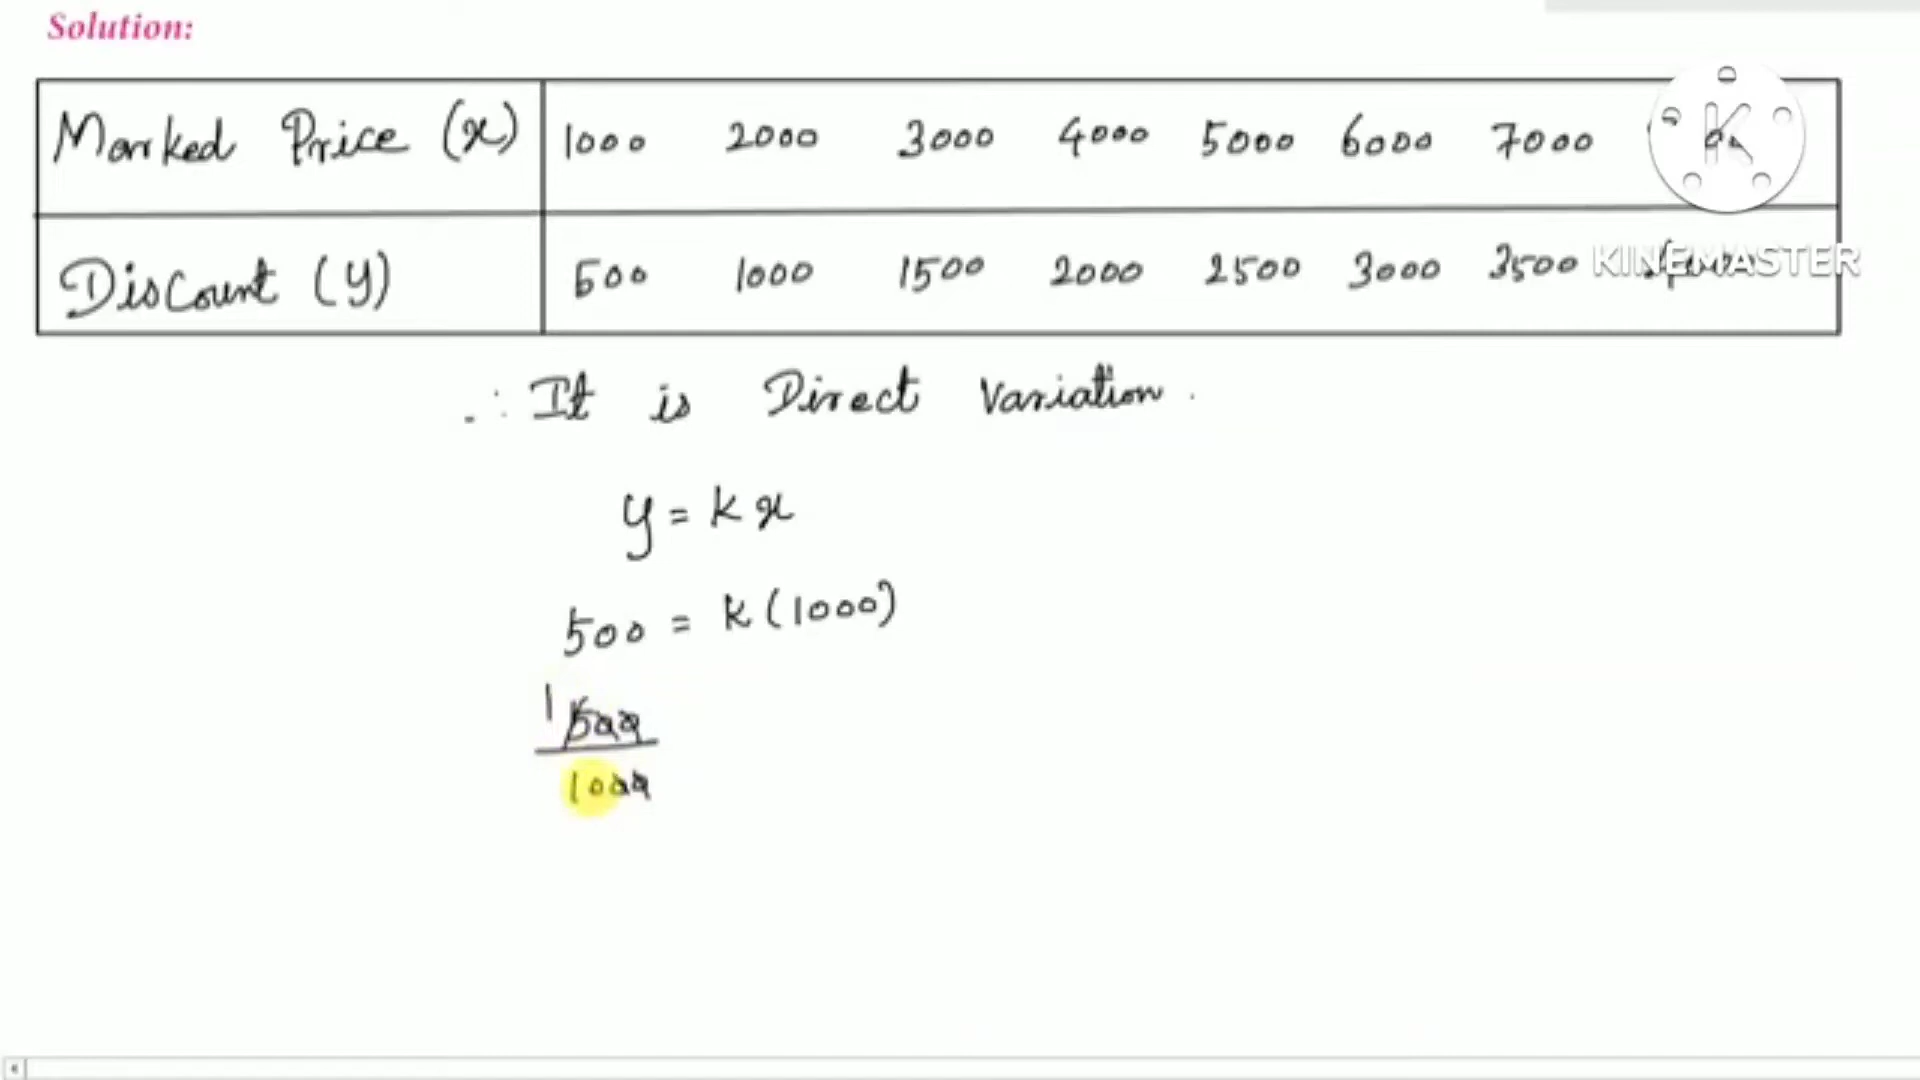 Solution:
Marked Price (x) 1000 2000 3000 4000 5000 6000 7000
Discount (y) 500 1000 1500 2000 2500 3000 3500
KINEMASTER
∴ It is Direct Variation.
y = kx
500 = k(1000)
1 500
1000